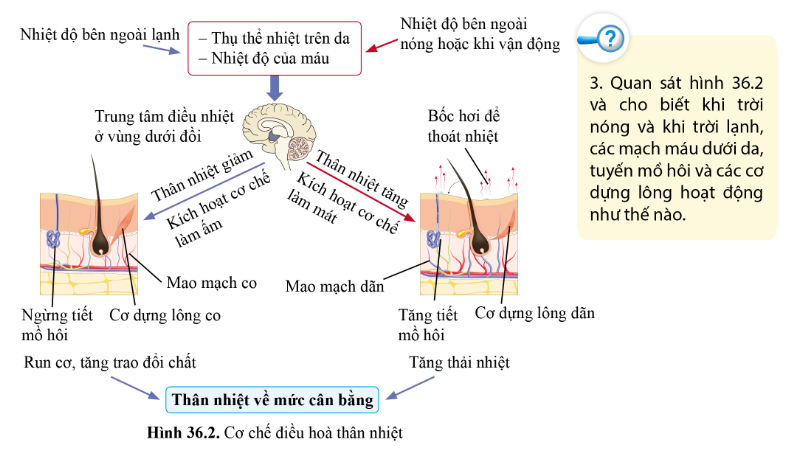 Nhiệt độ bên ngoài lạnh
– Thụ thể nhiệt trên da
– Nhiệt độ của máu
Nhiệt độ bên ngoài
nóng hoặc khi vận động
Trung tâm điều nhiệt
ở vùng dưới đồi
Bốc hơi để
thoát nhiệt
Thân nhiệt giảm
Kích hoạt cơ chế
làm ấm
Thân nhiệt tăng
Kích hoạt cơ chế
làm mát
Mao mạch co
Mao mạch dãn
Ngừng tiết
mồ hôi
Cơ dựng lông co
Tăng tiết
mồ hôi
Cơ dựng lông dãn
Run cơ, tăng trao đổi chất
Tăng thải nhiệt
Thân nhiệt về mức cân bằng
Hình 36.2. Cơ chế điều hoà thân nhiệt
?
3. Quan sát hình 36.2
và cho biết khi trời
nóng và khi trời lạnh,
các mạch máu dưới da,
tuyến mồ hôi và các cơ
dựng lông hoạt động
như thế nào.